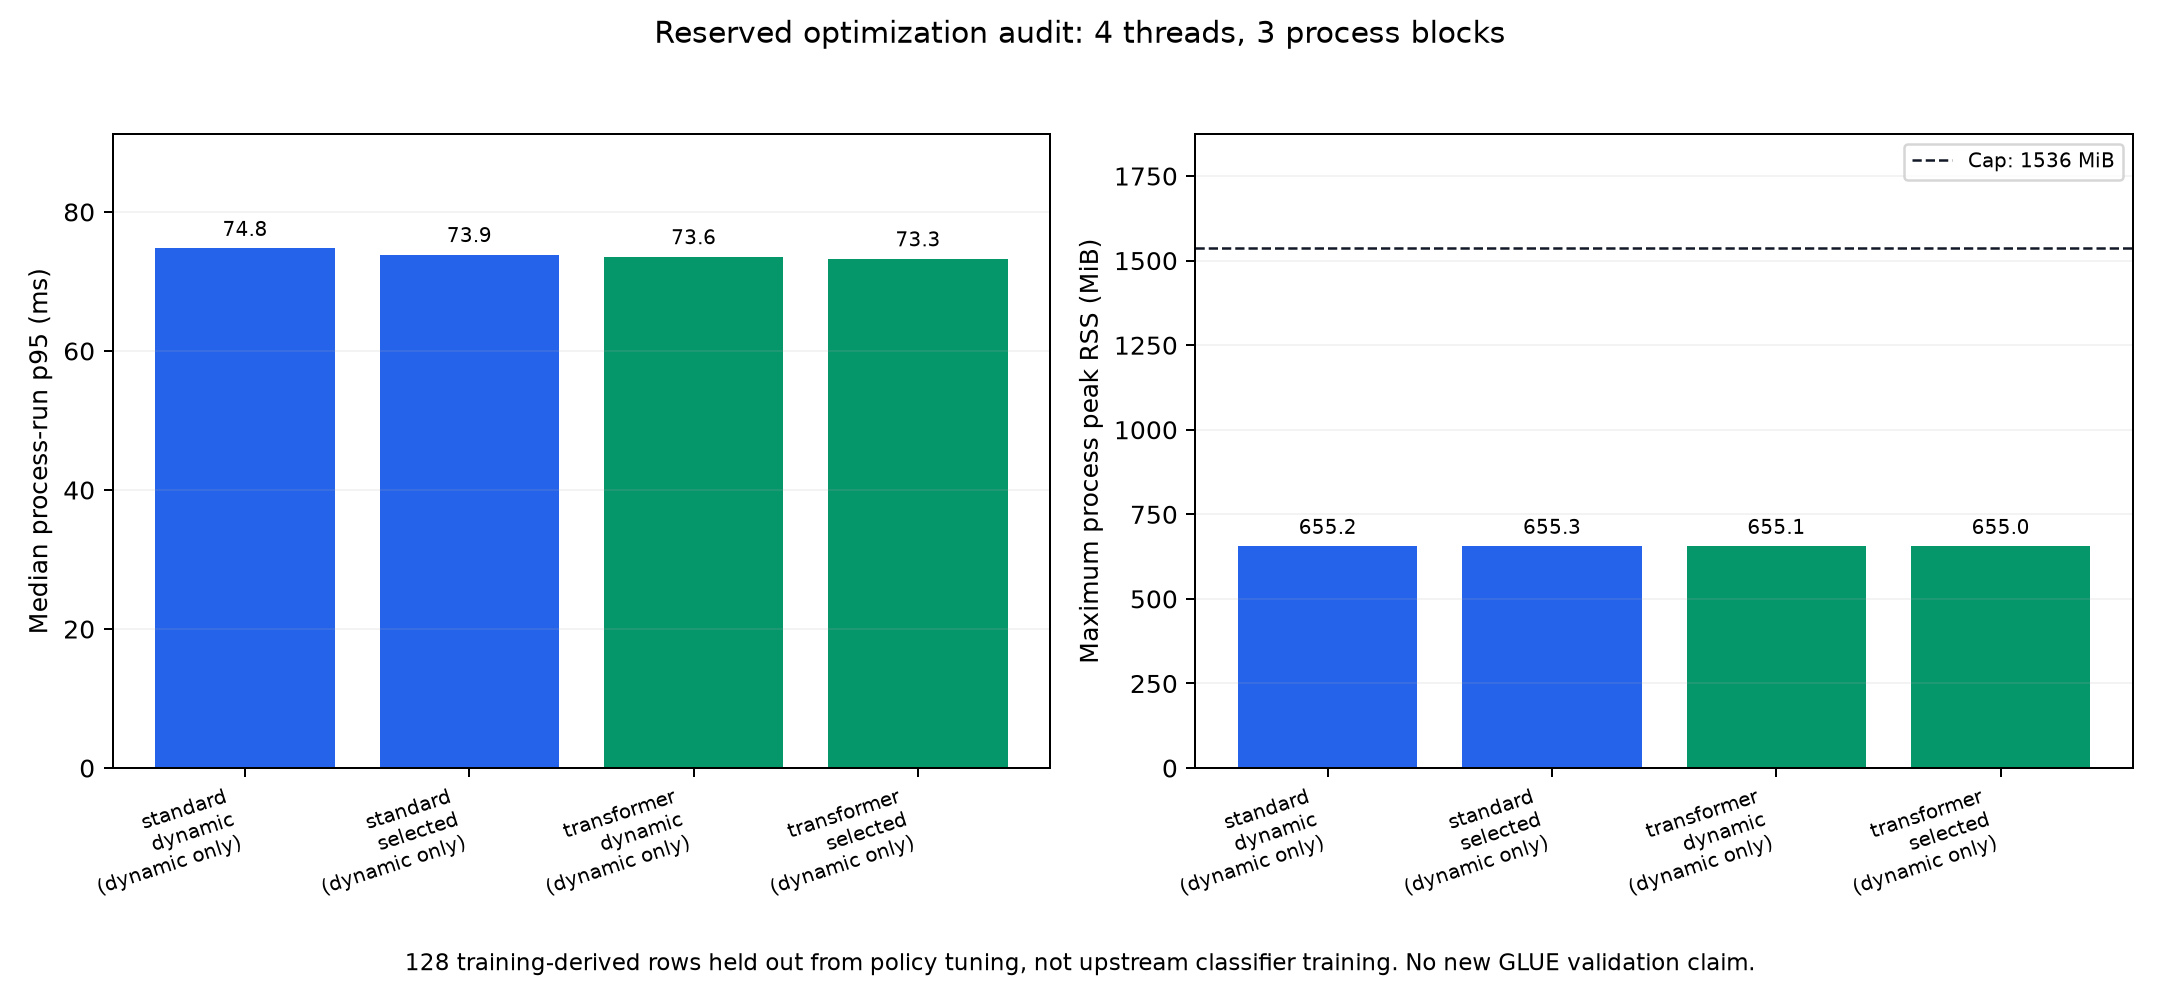 Reserved optimization audit: 4 threads, 3 process blocks
Median process-run p95 (ms)
80
60
40
20
0
74.8
73.9
73.6
73.3
standard
dynamic
(dynamic only)
standard
selected
(dynamic only)
transformer
dynamic
(dynamic only)
transformer
selected
(dynamic only)
Maximum process peak RSS (MiB)
1750
1500
1250
1000
750
500
250
0
Cap: 1536 MiB
655.2
655.3
655.1
655.0
standard
dynamic
(dynamic only)
standard
selected
(dynamic only)
transformer
dynamic
(dynamic only)
transformer
selected
(dynamic only)
128 training-derived rows held out from policy tuning, not upstream classifier training. No new GLUE validation claim.